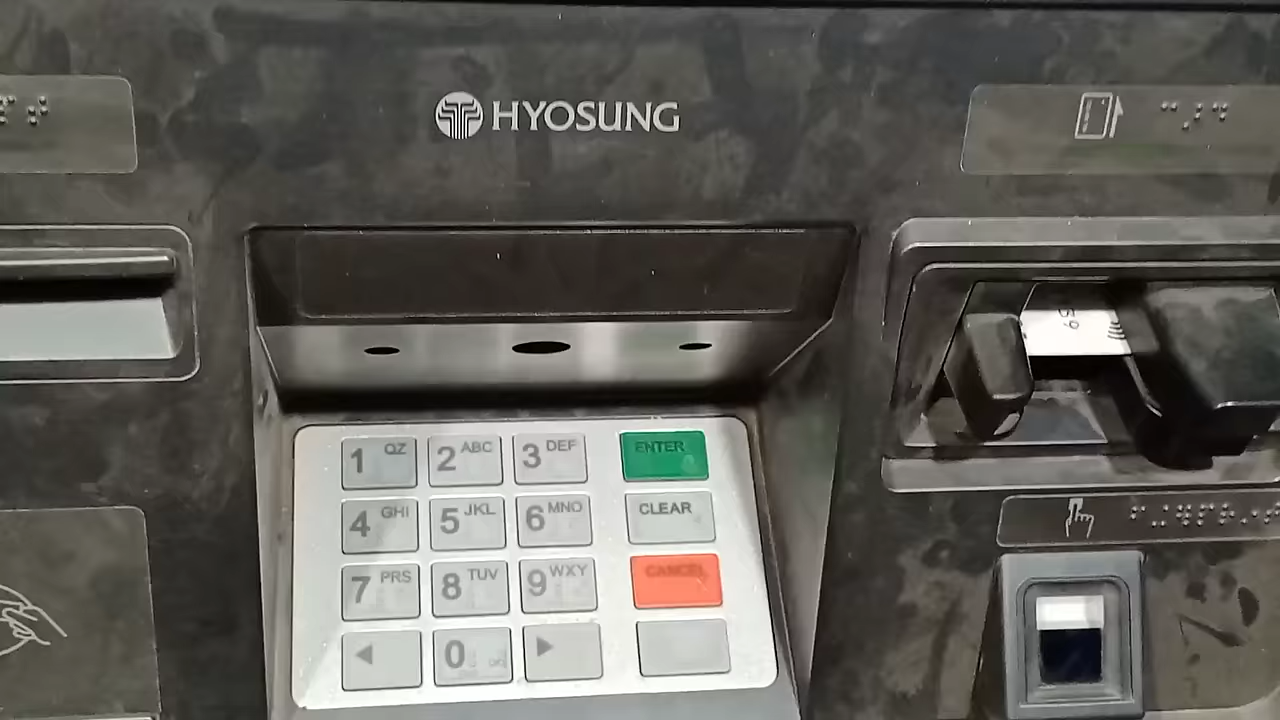 HYOSUNG
59
1 QZ 2 ABC 3 DEF ENTER
4 GHI 5 JKL 6 MNO CLEAR
7 PRS 8 TUV 9 WXY CANCEL
0